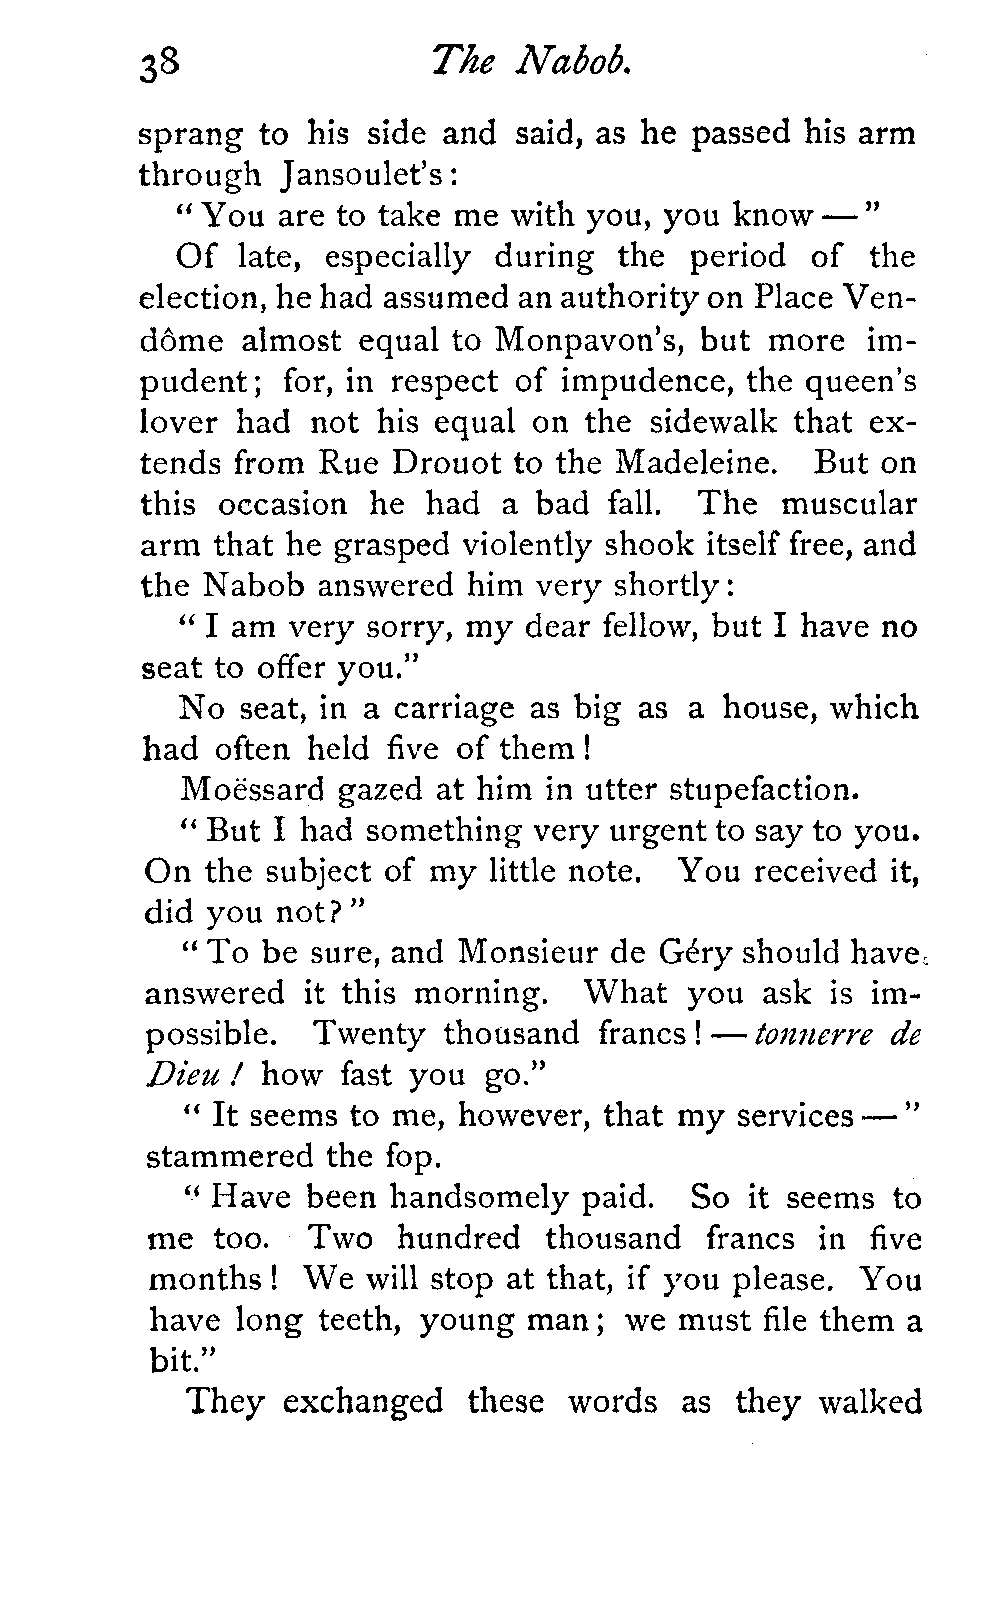 38 The Nabob.
sprang to his side and said, as he passed his arm
through Jansoulet's:
"You are to take me with you, you know — "
Of late, especially during the period of the
election, he had assumed an authority on Place Ven-
dôme almost equal to Monpavon's, but more im-
pudent; for, in respect of impudence, the queen's
lover had not his equal on the sidewalk that ex-
tends from Rue Drouot to the Madeleine. But on
this occasion he had a bad fall. The muscular
arm that he grasped violently shook itself free, and
the Nabob answered him very shortly:
"I am very sorry, my dear fellow, but I have no
seat to offer you."
No seat, in a carriage as big as a house, which
had often held five of them!
Moëssard gazed at him in utter stupefaction.
"But I had something very urgent to say to you.
On the subject of my little note. You received it,
did you not?"
"To be sure, and Monsieur de Géry should have
answered it this morning. What you ask is im-
possible. Twenty thousand francs! — tonnerre de
Dieu! how fast you go."
"It seems to me, however, that my services — "
stammered the fop.
"Have been handsomely paid. So it seems to
me too. Two hundred thousand francs in five
months! We will stop at that, if you please. You
have long teeth, young man; we must file them a
bit."
They exchanged these words as they walked